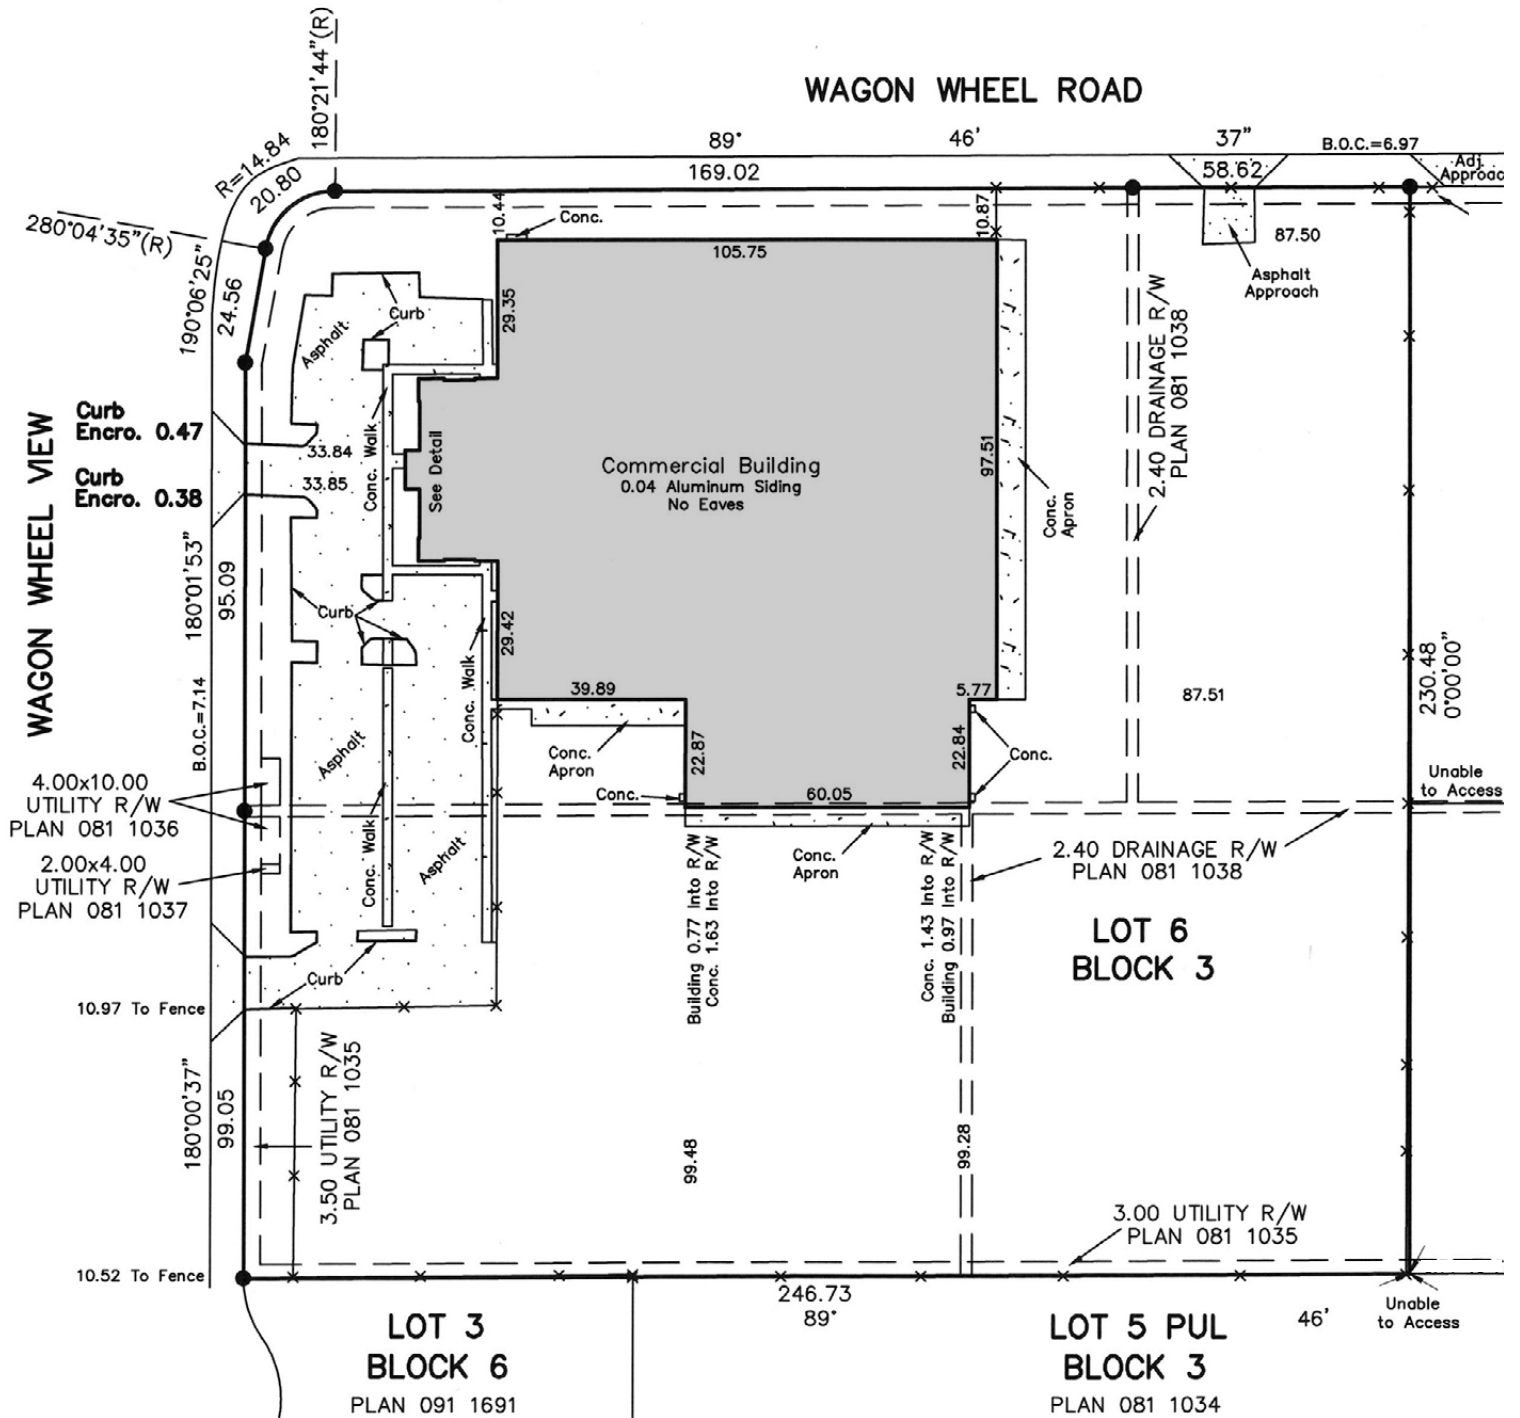 WAGON WHEEL ROAD
180°21'44"(R)
R=14.84
20.80
280°04'35"(R)
89°
46'
37"
B.O.C.=6.97
169.02
58.62
Adj
Approac
10.44
Conc.
10.87
105.75
87.50
Asphalt
Approach
190°06'25"
24.56
Asphalt
Curb
29.35
2.40 DRAINAGE R/W
PLAN 081 1038
WAGON WHEEL VIEW
Curb
Encro. 0.47
Curb
Encro. 0.38
33.84
33.85
Conc. Walk
See Detail
Commercial Building
0.04 Aluminum Siding
No Eaves
97.51
Conc.
Apron
180°01'53"
95.09
Curb
29.42
Conc. Walk
39.89
5.77
87.51
230.48
0°00'00"
B.O.C.=7.14
Asphalt
Conc.
Apron
22.87
22.84
Conc.
Conc.
60.05
Unable
to Access
4.00x10.00
UTILITY R/W
PLAN 081 1036
2.00x4.00
UTILITY R/W
PLAN 081 1037
Conc. Walk
Asphalt
Building 0.77 Into R/W
Conc. 1.63 Into R/W
Conc.
Apron
Conc. 1.43 Into R/W
Building 0.97 Into R/W
2.40 DRAINAGE R/W
PLAN 081 1038
LOT 6
BLOCK 3
Curb
10.97 To Fence
180°00'37"
99.05
3.50 UTILITY R/W
PLAN 081 1035
99.48
99.28
3.00 UTILITY R/W
PLAN 081 1035
10.52 To Fence
246.73
89°
46'
Unable
to Access
LOT 3
BLOCK 6
PLAN 091 1691
LOT 5 PUL
BLOCK 3
PLAN 081 1034